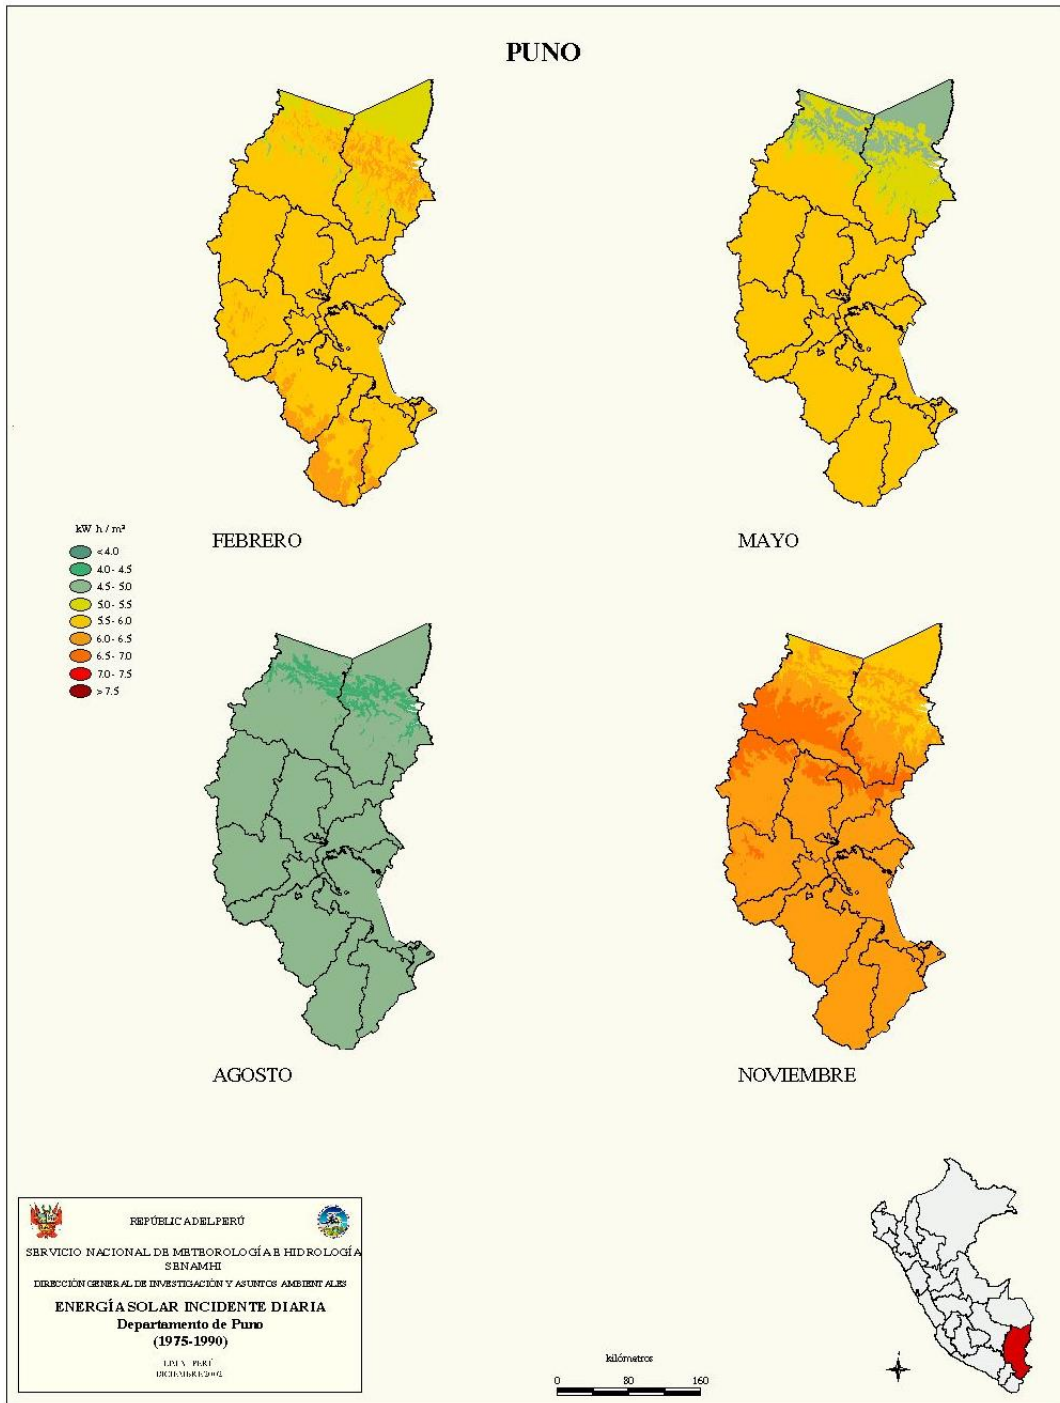 PUNO
FEBRERO
MAYO
kW h / m²
< 4.0
4.0 - 4.5
4.5 - 5.0
5.0 - 5.5
5.5 - 6.0
6.0 - 6.5
6.5 - 7.0
7.0 - 7.5
> 7.5
AGOSTO
NOVIEMBRE
REPÚBLICA DEL PERÚ
SERVICIO NACIONAL DE METEOROLOGÍA E HIDROLOGÍA
SENAMHI
DIRECCIÓN GENERAL DE INVESTIGACIÓN Y ASUNTOS AMBIENTALES
ENERGÍA SOLAR INCIDENTE DIARIA
Departamento de Puno
(1975-1990)
LIMA PERÚ
DICIEMBRE
kilómetros
0 80 160